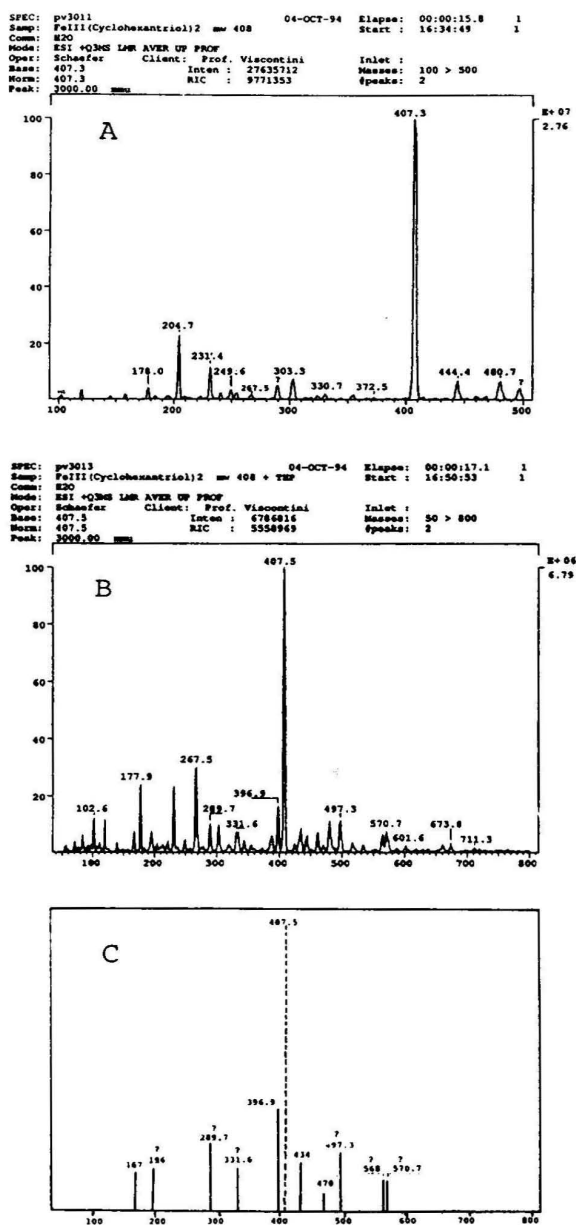 SPEC: pv3011 04-OCT-94 Elapse: 00:00:15.8 1
Samp: FeIII(Cyclohexantriol)2 mw 408 Start : 16:34:49 1
Comm: H2O
Mode: ESI +Q3MS LMR AVER UP PROF
Oper: Schaefer Client: Prof. Viscontini Inlet :
Base: 407.3 Inten : 27635712 Masses: 100 > 500
Norm: 407.3 RIC : 9771353 #peaks: 2
Peak: 3000.00 mmu
A
407.3
E+ 07
2.76
100
80
60
40
20
204.7
231.4
178.0
249.6
267.5
?
303.3
330.7
372.5
444.4
480.7
?
100 200 300 400 500
SPEC: pv3013 04-OCT-94 Elapse: 00:00:17.1 1
Samp: FeIII(Cyclohexantriol)2 mw 408 + THP Start : 16:50:53 1
Comm: H2O
Mode: ESI +Q3MS LMR AVER UP PROF
Oper: Schaefer Client: Prof. Viscontini Inlet :
Base: 407.5 Inten : 6786816 Masses: 50 > 800
Norm: 407.5 RIC : 5558969 #peaks: 2
Peak: 3000.00 mmu
B
407.5
E+ 06
6.79
100
80
60
40
20
102.6
177.9
267.5
289.7
331.6
396.9
497.3
570.7
601.6
673.8
711.3
100 200 300 400 500 600 700 800
C
407.5
396.9
167
?
194
?
289.7
?
331.6
434
470
?
497.3
?
568
?
570.7
100 200 300 400 500 600 700 800